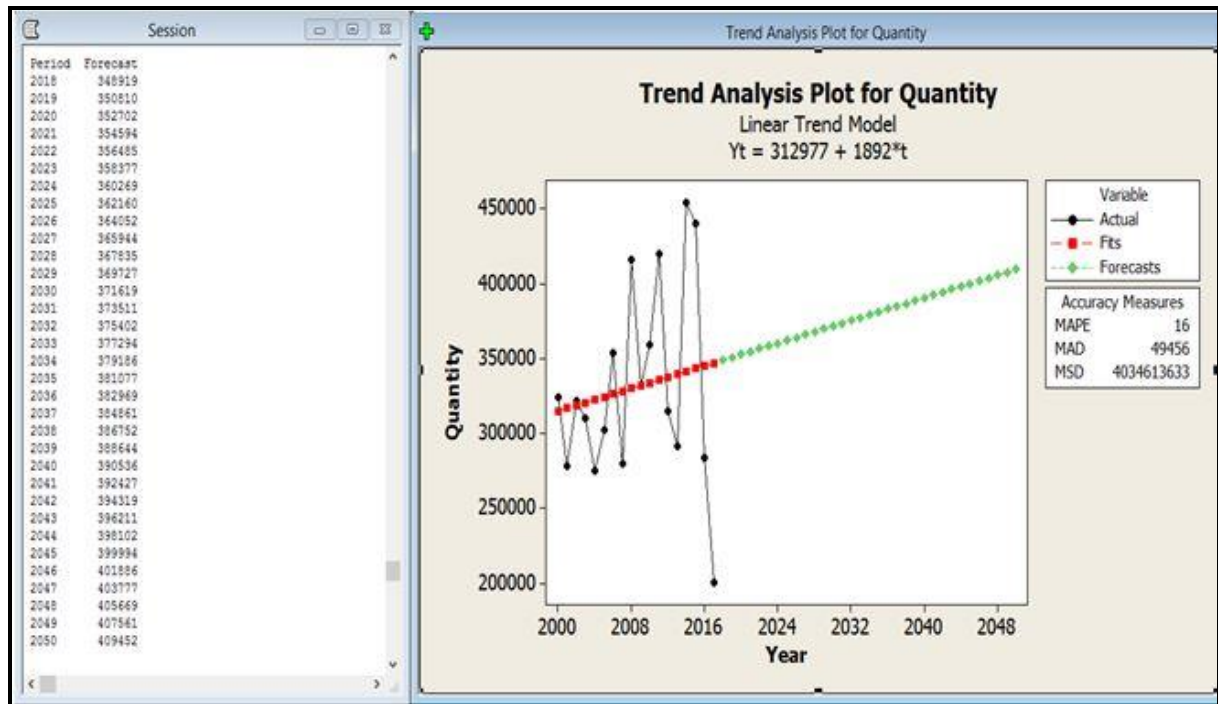 Session
Period Forecast
2018 348919
2019 350810
2020 352702
2021 354594
2022 356485
2023 358377
2024 360269
2025 362160
2026 364052
2027 365944
2028 367835
2029 369727
2030 371619
2031 373511
2032 375402
2033 377294
2034 379186
2035 381077
2036 382969
2037 384861
2038 386752
2039 388644
2040 390536
2041 392427
2042 394319
2043 396211
2044 398102
2045 399994
2046 401886
2047 403777
2048 405669
2049 407561
2050 409452
Trend Analysis Plot for Quantity
Trend Analysis Plot for Quantity
Linear Trend Model
Yt = 312977 + 1892*t
Quantity
450000
400000
350000
300000
250000
200000
2000 2008 2016 2024 2032 2040 2048
Year
Variable
Actual
Fits
Forecasts
Accuracy Measures
MAPE 16
MAD 49456
MSD 4034613633